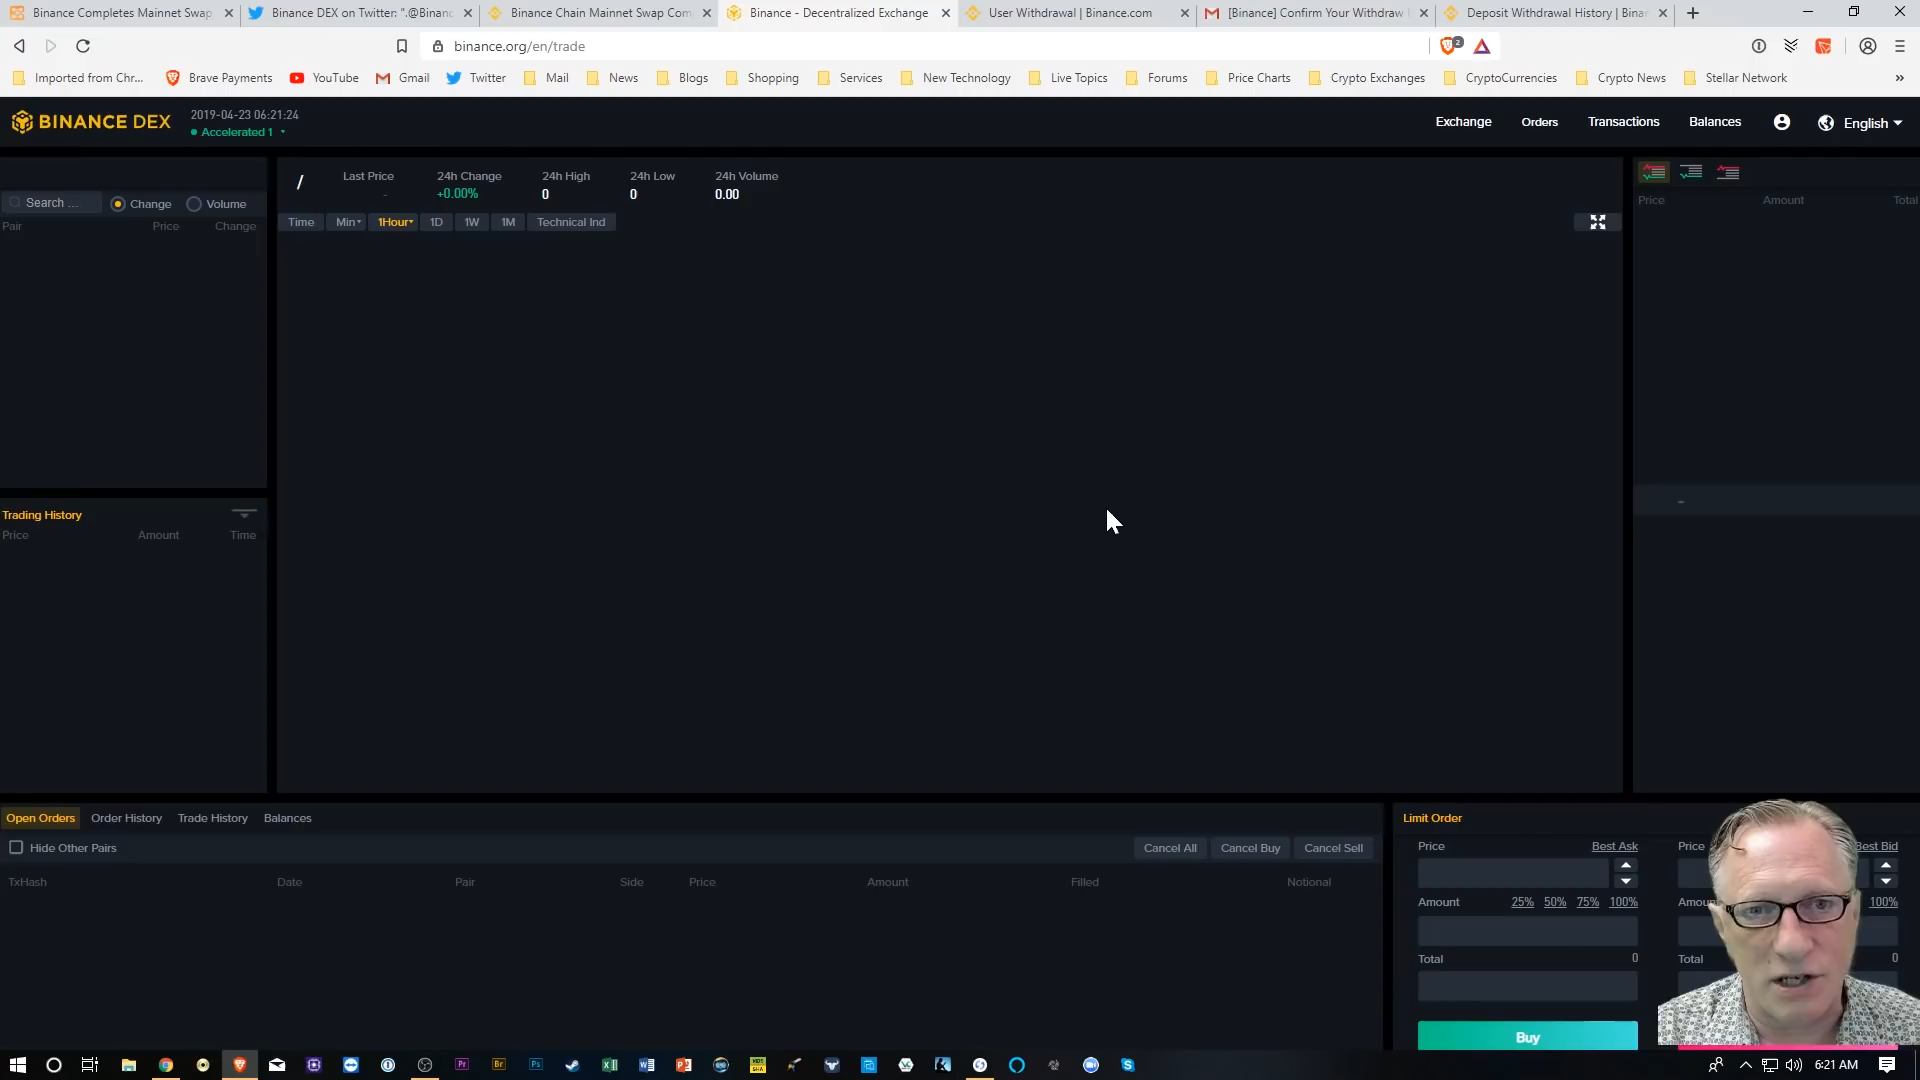 Binance Completes Mainnet Swap
Binance DEX on Twitter: ".@Binanc
Binance Chain Mainnet Swap Com
Binance - Decentralized Exchange
User Withdrawal | Binance.com
[Binance] Confirm Your Withdraw
Deposit Withdrawal History | Binan
binance.org/en/trade
2
Imported from Chr...
Brave Payments
YouTube
Gmail
Twitter
Mail
News
Blogs
Shopping
Services
New Technology
Live Topics
Forums
Price Charts
Crypto Exchanges
CryptoCurrencies
Crypto News
Stellar Network
»
BINANCE DEX
2019-04-23 06:21:24
Accelerated 1
Exchange
Orders
Transactions
Balances
English
Search ...
Change
Volume
Pair Price Change
/
Last Price 24h Change 24h High 24h Low 24h Volume
- +0.00% 0 0 0.00
Time Min 1Hour 1D 1W 1M Technical Ind
Price Amount Total
-
Trading History
Price Amount Time
Open Orders Order History Trade History Balances
Hide Other Pairs
Cancel All Cancel Buy Cancel Sell
TxHash Date Pair Side Price Amount Filled Notional
Limit Order
Price Best Ask
Amount 25% 50% 75% 100%
Total 0
Buy
Price Best Bid
Amoun 100%
Total 0
6:21 AM